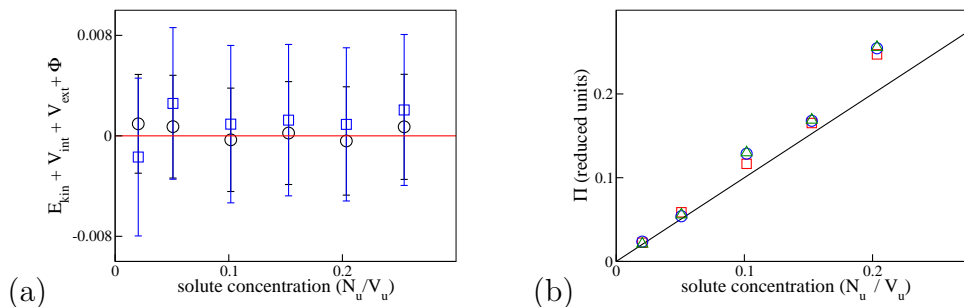 0.008
0
-0.008
E_kin + V_int + V_ext + Φ
0
0.1
0.2
solute concentration (N_u/V_u)
(a)
0.2
0.1
0
Π (reduced units)
0
0.1
0.2
solute concentration (N_u / V_u)
(b)